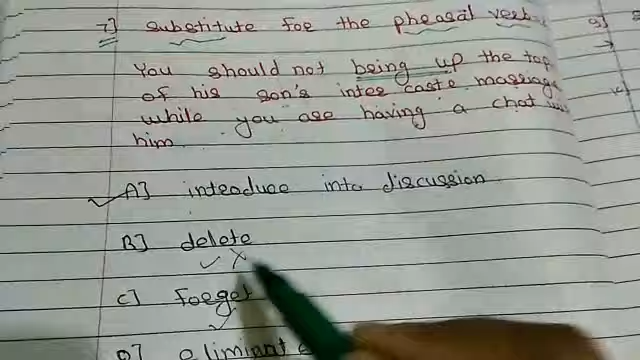 7] substitute for the phrasal verb.
You should not being up the top
of his son's inter caste marriage
while you are having a chat
him.
A] introduce into discussion
B] delete
C] Forget
D]